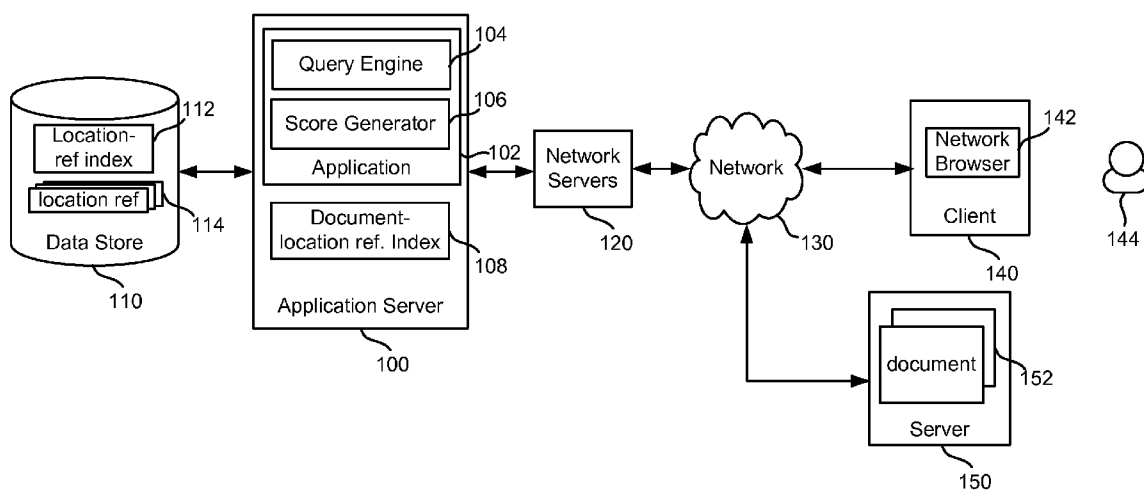 112
Location-
ref index
location ref
114
Data Store
110
104
Query Engine
106
Score Generator
102
Application
Document-
location ref. Index
108
Application Server
100
Network
Servers
120
Network
130
142
Network
Browser
Client
140
144
document
152
Server
150